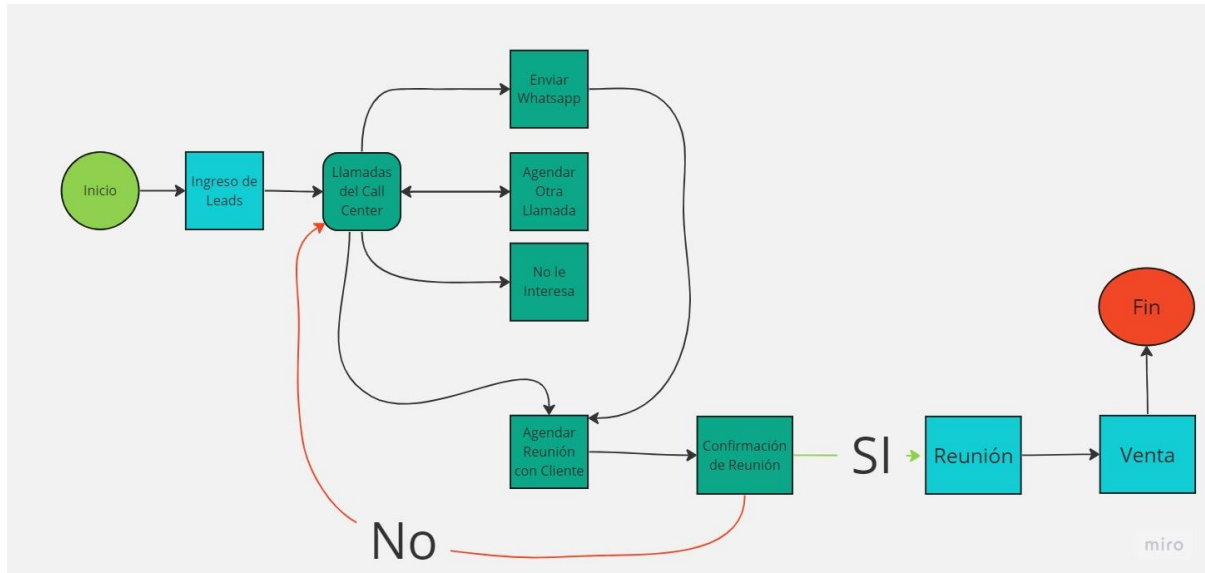 Inicio
Ingreso de
Leads
Llamadas
del Call
Center
Enviar
Whatsapp
Agendar
Otra
Llamada
No le
Interesa
Agendar
Reunión
con Cliente
Confirmación
de Reunión
SI
Reunión
Venta
Fin
No
miro